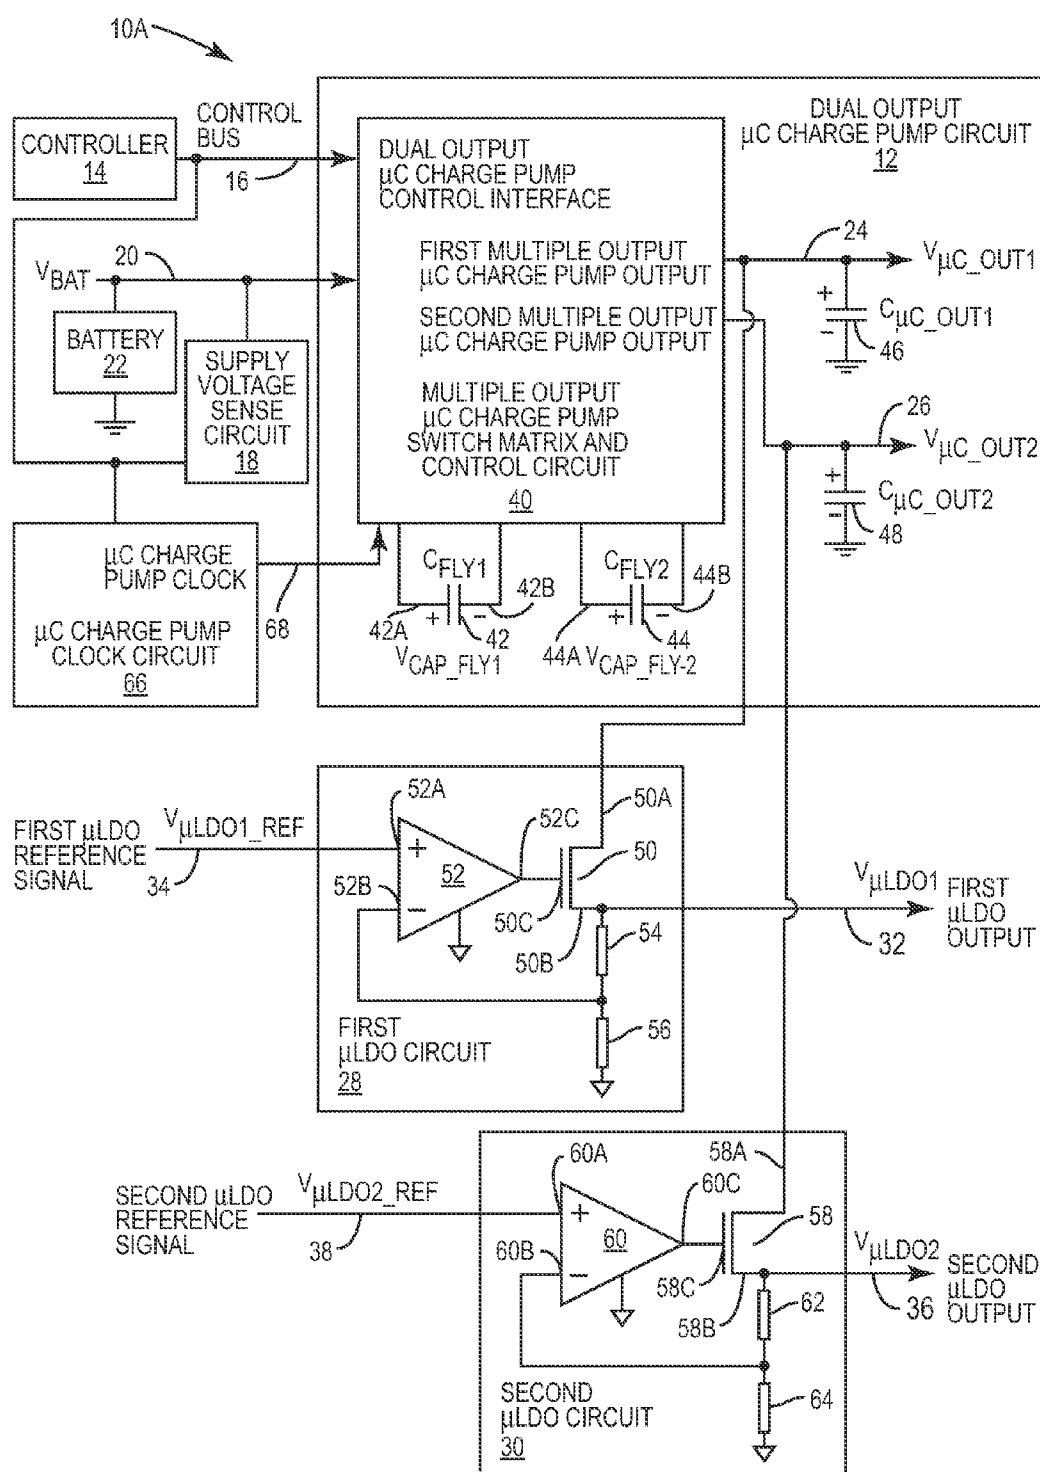 10A
DUAL OUTPUT
µC CHARGE PUMP CIRCUIT
12
CONTROLLER
14
CONTROL
BUS
16
DUAL OUTPUT
µC CHARGE PUMP
CONTROL INTERFACE
FIRST MULTIPLE OUTPUT
µC CHARGE PUMP OUTPUT
SECOND MULTIPLE OUTPUT
µC CHARGE PUMP OUTPUT
MULTIPLE OUTPUT
µC CHARGE PUMP
SWITCH MATRIX AND
CONTROL CIRCUIT
40
VBAT
20
BATTERY
22
SUPPLY
VOLTAGE
SENSE
CIRCUIT
18
24
VµC_OUT1
+
-
CµC_OUT1
46
26
VµC_OUT2
+
-
CµC_OUT2
48
µC CHARGE
PUMP CLOCK
68
µC CHARGE PUMP
CLOCK CIRCUIT
66
CFLY1
42A
+
-
42
42B
VCAP_FLY1
CFLY2
44A
+
-
44
44B
VCAP_FLY-2
FIRST µLDO
REFERENCE
SIGNAL
VµLDO1_REF
34
52A
+
52B
-
52
52C
50A
50
50C
50B
54
56
FIRST
µLDO CIRCUIT
28
VµLDO1
32
FIRST
µLDO
OUTPUT
SECOND µLDO
REFERENCE
SIGNAL
VµLDO2_REF
38
60A
+
60B
-
60
60C
58A
58
58C
58B
62
64
SECOND
µLDO CIRCUIT
30
VµLDO2
36
SECOND
µLDO
OUTPUT